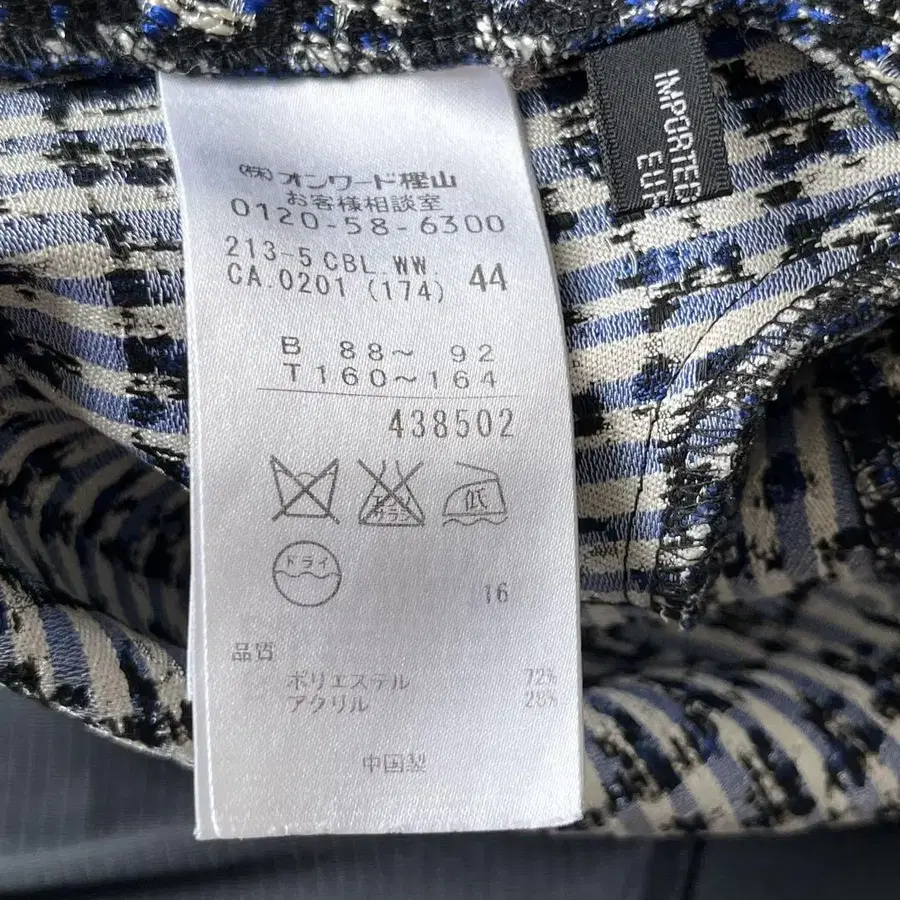 (株)オンワード樫山
お客様相談室
0120-58-6300
213-5 CBL.WW.
CA.0201 (174) 44
B 88〜 92
T160〜164
438502
低
ドライ
16
品質
ポリエステル 72%
アクリル 28%
中国製
IMPORTED
EUR